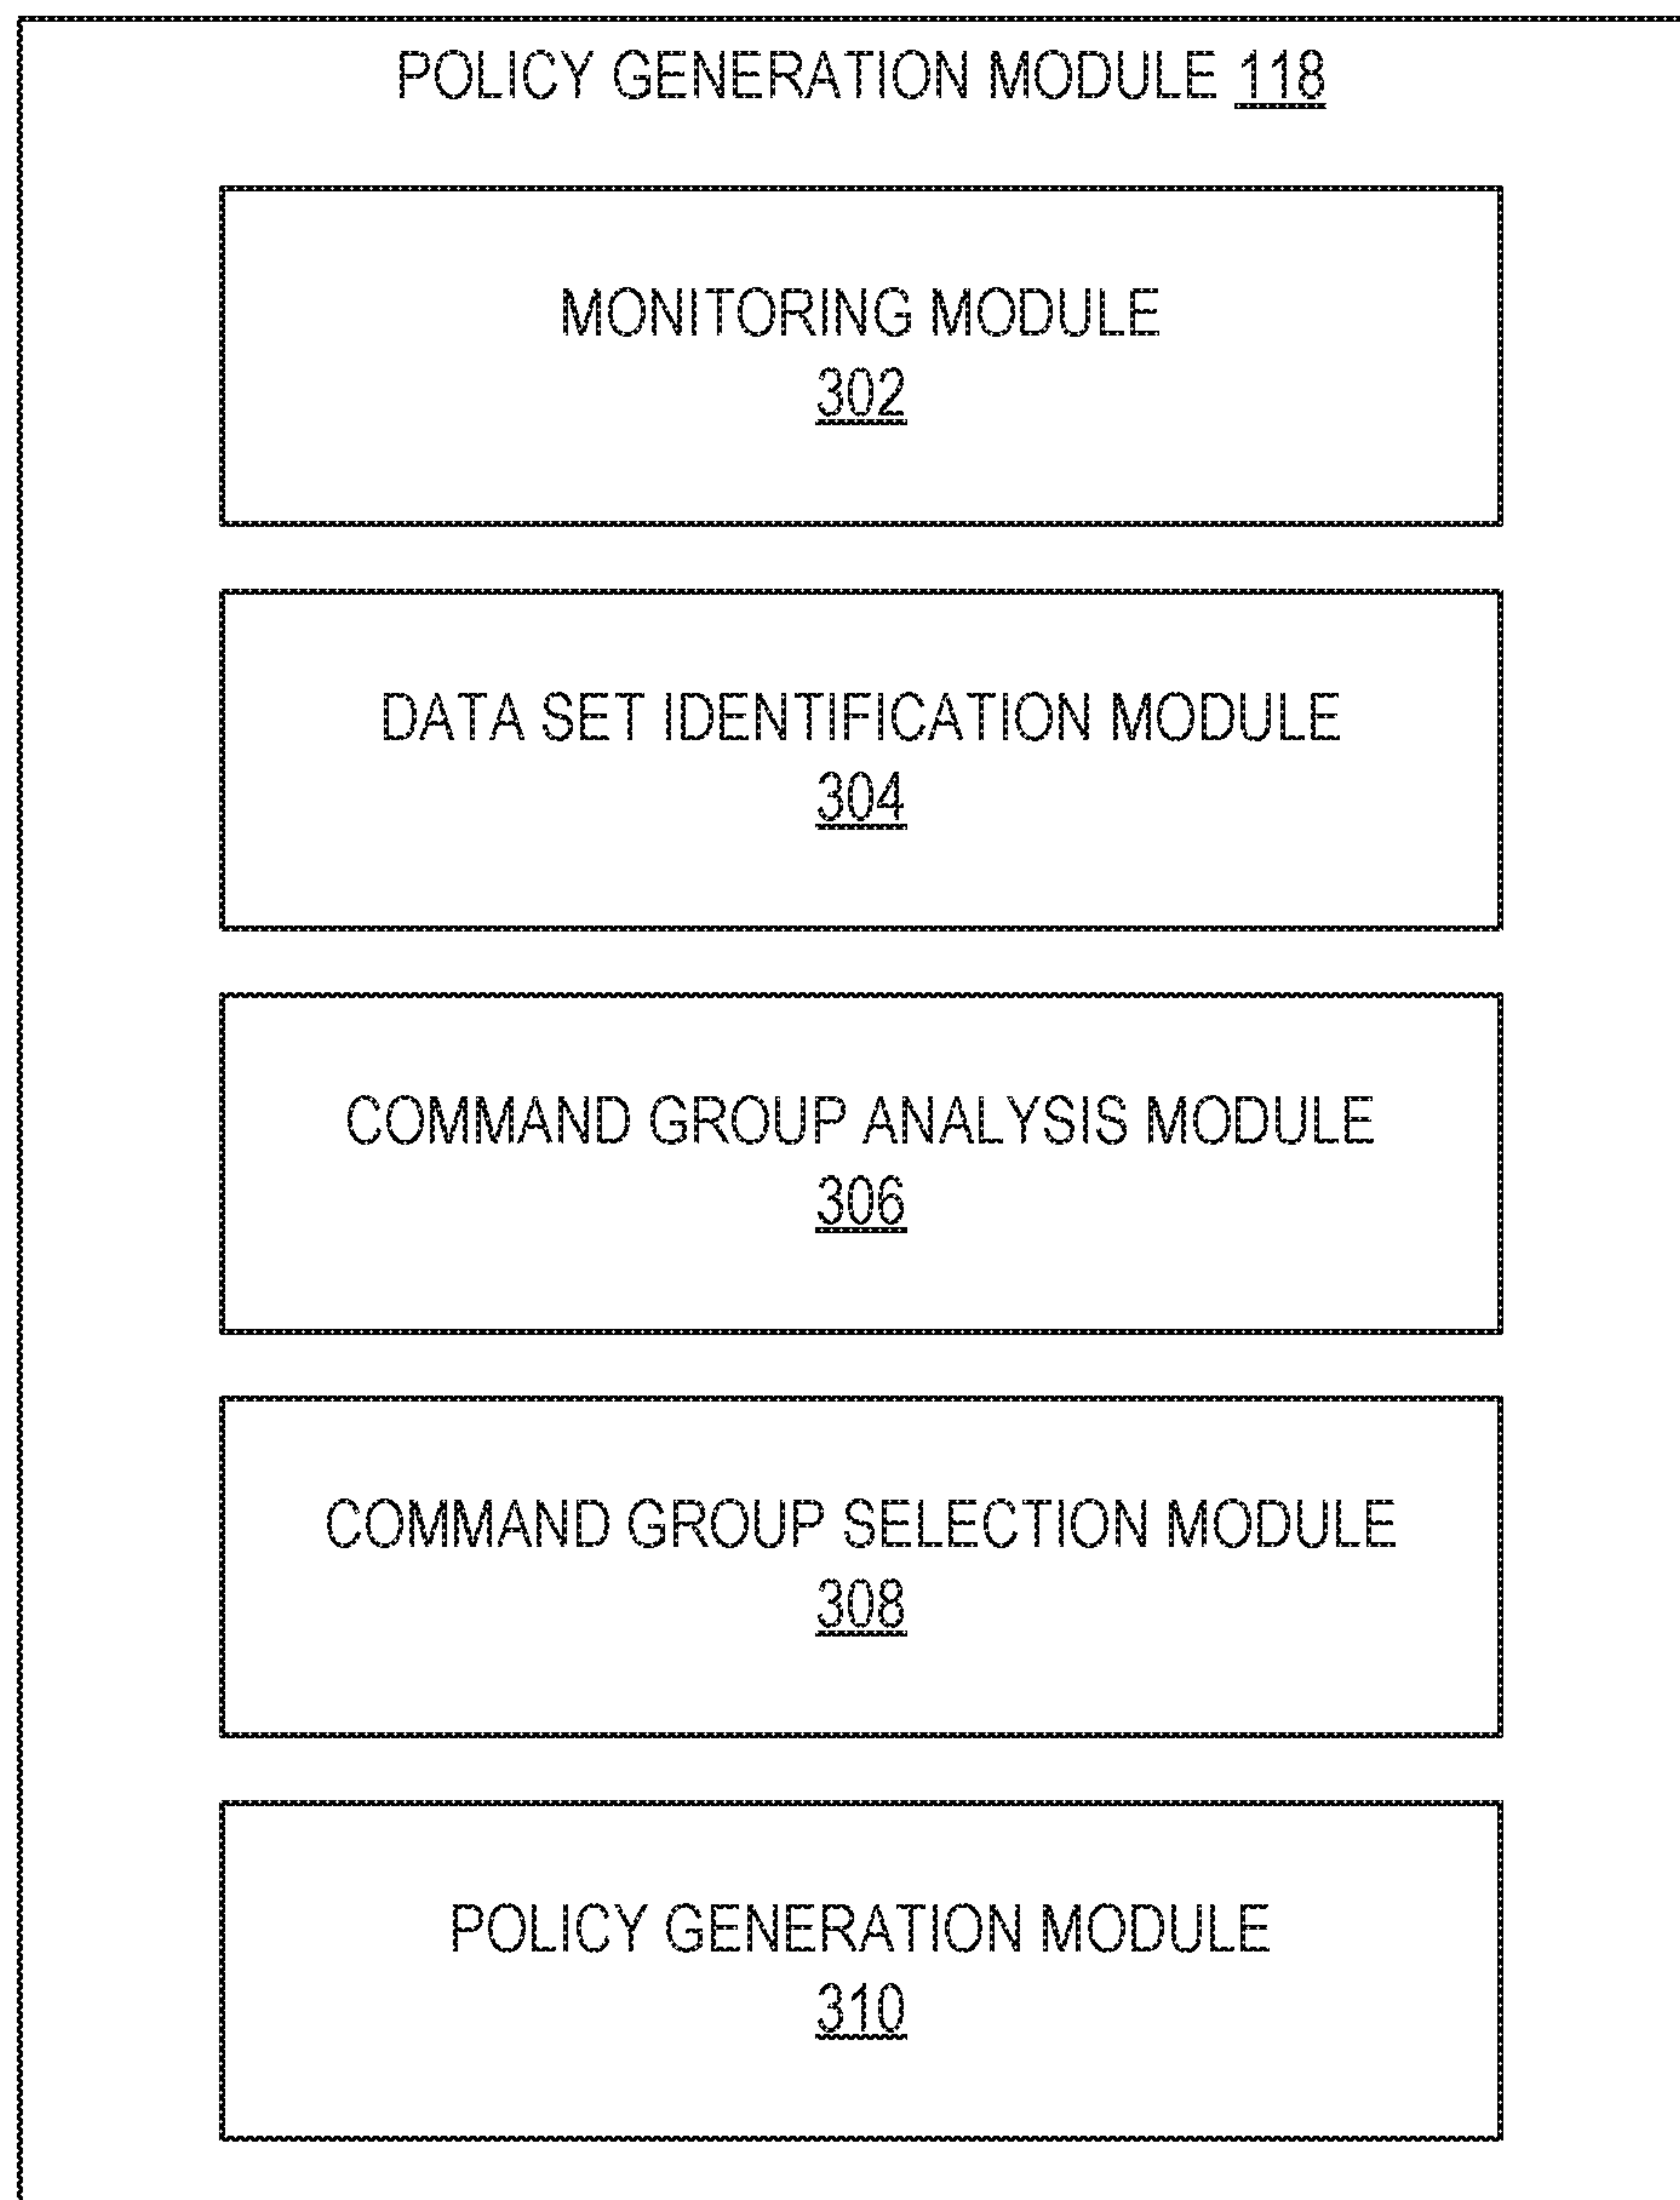 POLICY GENERATION MODULE 118
MONITORING MODULE
302
DATA SET IDENTIFICATION MODULE
304
COMMAND GROUP ANALYSIS MODULE
306
COMMAND GROUP SELECTION MODULE
308
POLICY GENERATION MODULE
310